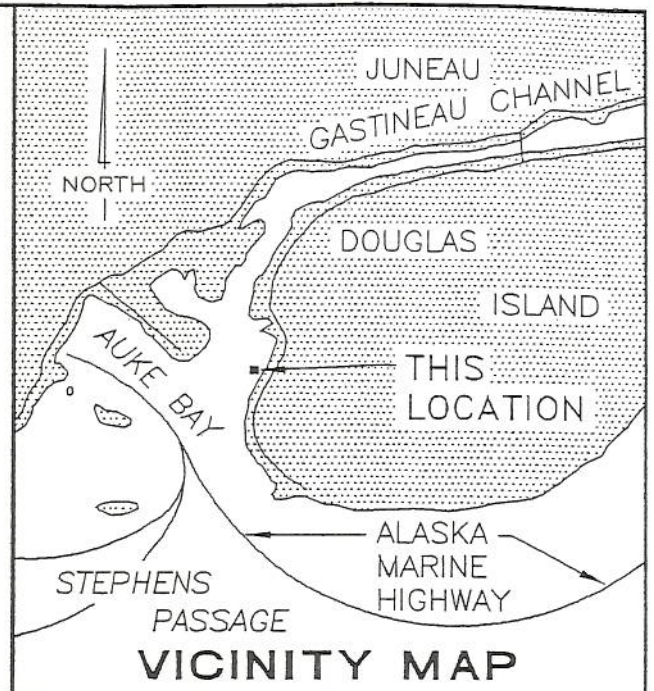 JUNEAU
GASTINEAU CHANNEL
NORTH
DOUGLAS
ISLAND
AUKE BAY
THIS
LOCATION
ALASKA
MARINE
HIGHWAY
STEPHENS
PASSAGE
VICINITY MAP